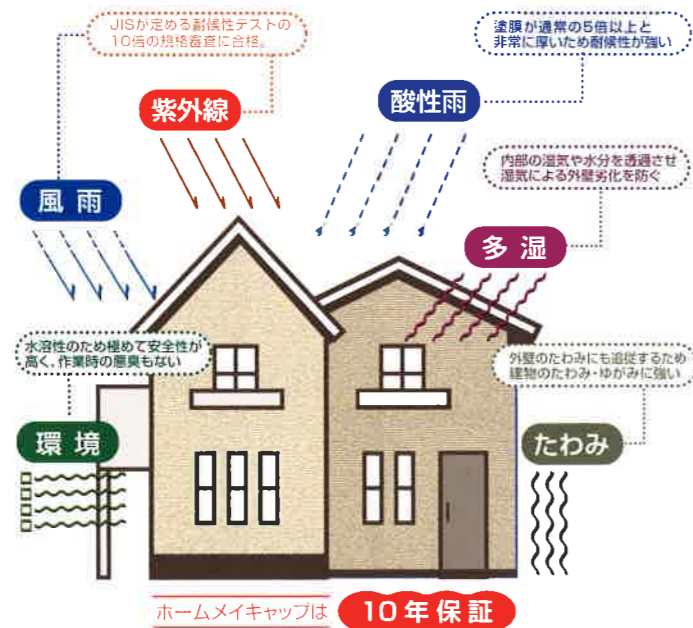 JISが定める耐候性テストの
10倍の規格審査に合格。
塗膜が通常の5倍以上と
非常に厚いため耐候性が強い
紫外線
酸性雨
内部の湿気や水分を透過させ
湿気による外壁劣化を防ぐ
風雨
多湿
水溶性のため極めて安全性が
高く、作業時の悪臭もない
外壁のたわみにも追従するため
建物のたわみ・ゆがみに強い
環境
たわみ
ホームメイキャップは 10年保証